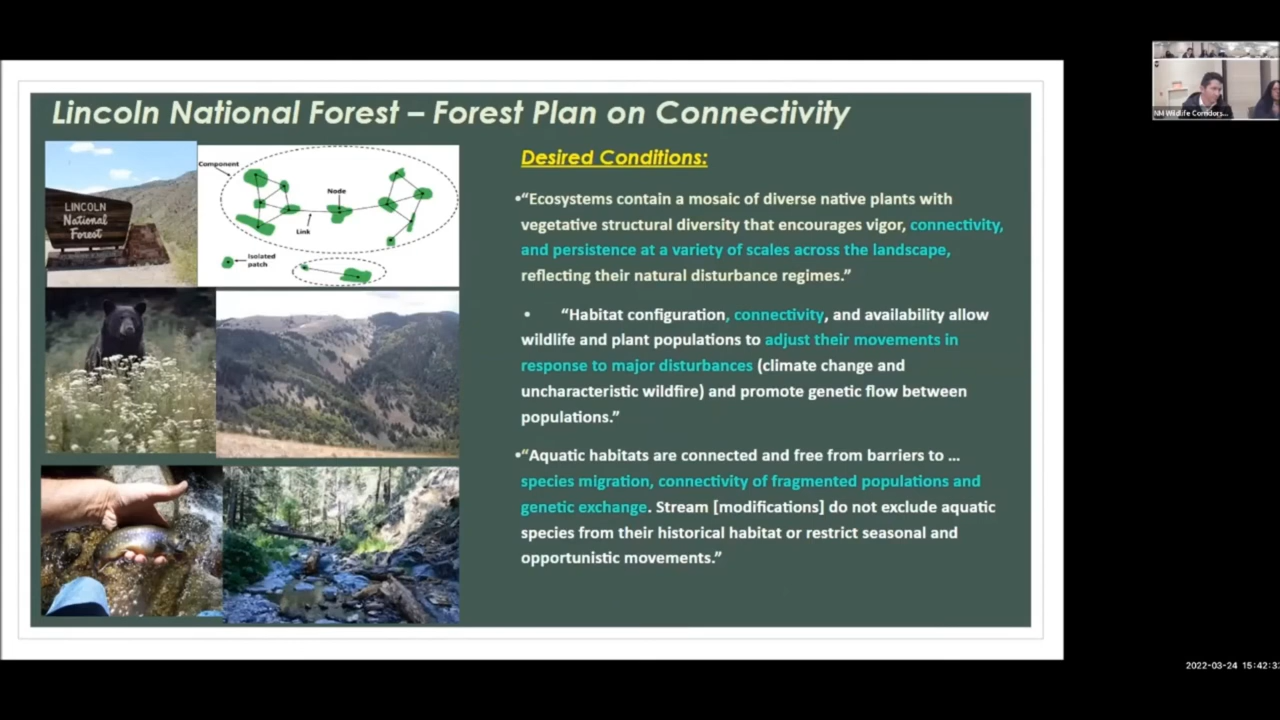 Lincoln National Forest – Forest Plan on Connectivity
LINCOLN
National
Forest
Component
Node
Link
Isolated
patch
Desired Conditions:
•“Ecosystems contain a mosaic of diverse native plants with
vegetative structural diversity that encourages vigor, connectivity,
and persistence at a variety of scales across the landscape,
reflecting their natural disturbance regimes.”
• “Habitat configuration, connectivity, and availability allow
wildlife and plant populations to adjust their movements in
response to major disturbances (climate change and
uncharacteristic wildfire) and promote genetic flow between
populations.”
•“Aquatic habitats are connected and free from barriers to ...
species migration, connectivity of fragmented populations and
genetic exchange. Stream [modifications] do not exclude aquatic
species from their historical habitat or restrict seasonal and
opportunistic movements.”
NM Wildlife Corridors...
2022-03-24 15:42:3